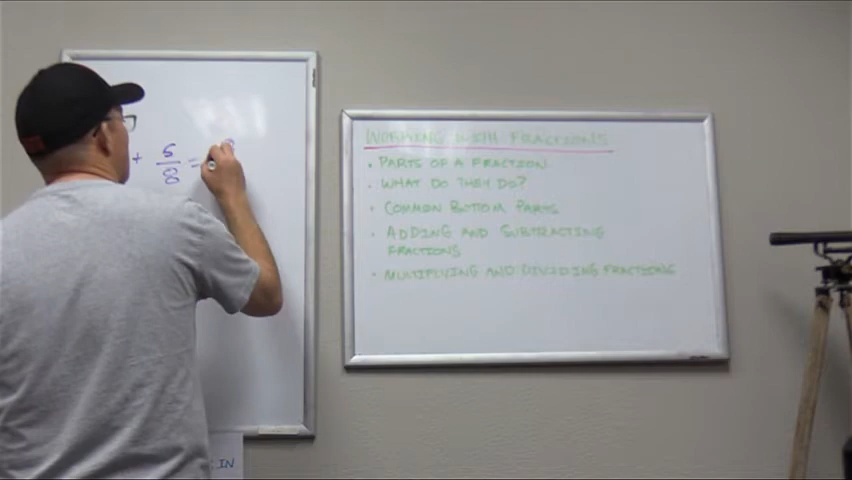 + 5/8 =
WORKING WITH FRACTIONS
• PARTS OF A FRACTION
• WHAT DO THEY DO?
• COMMON BOTTOM PARTS
• ADDING AND SUBTRACTING
FRACTIONS
• MULTIPLYING AND DIVIDING FRACTIONS
IN